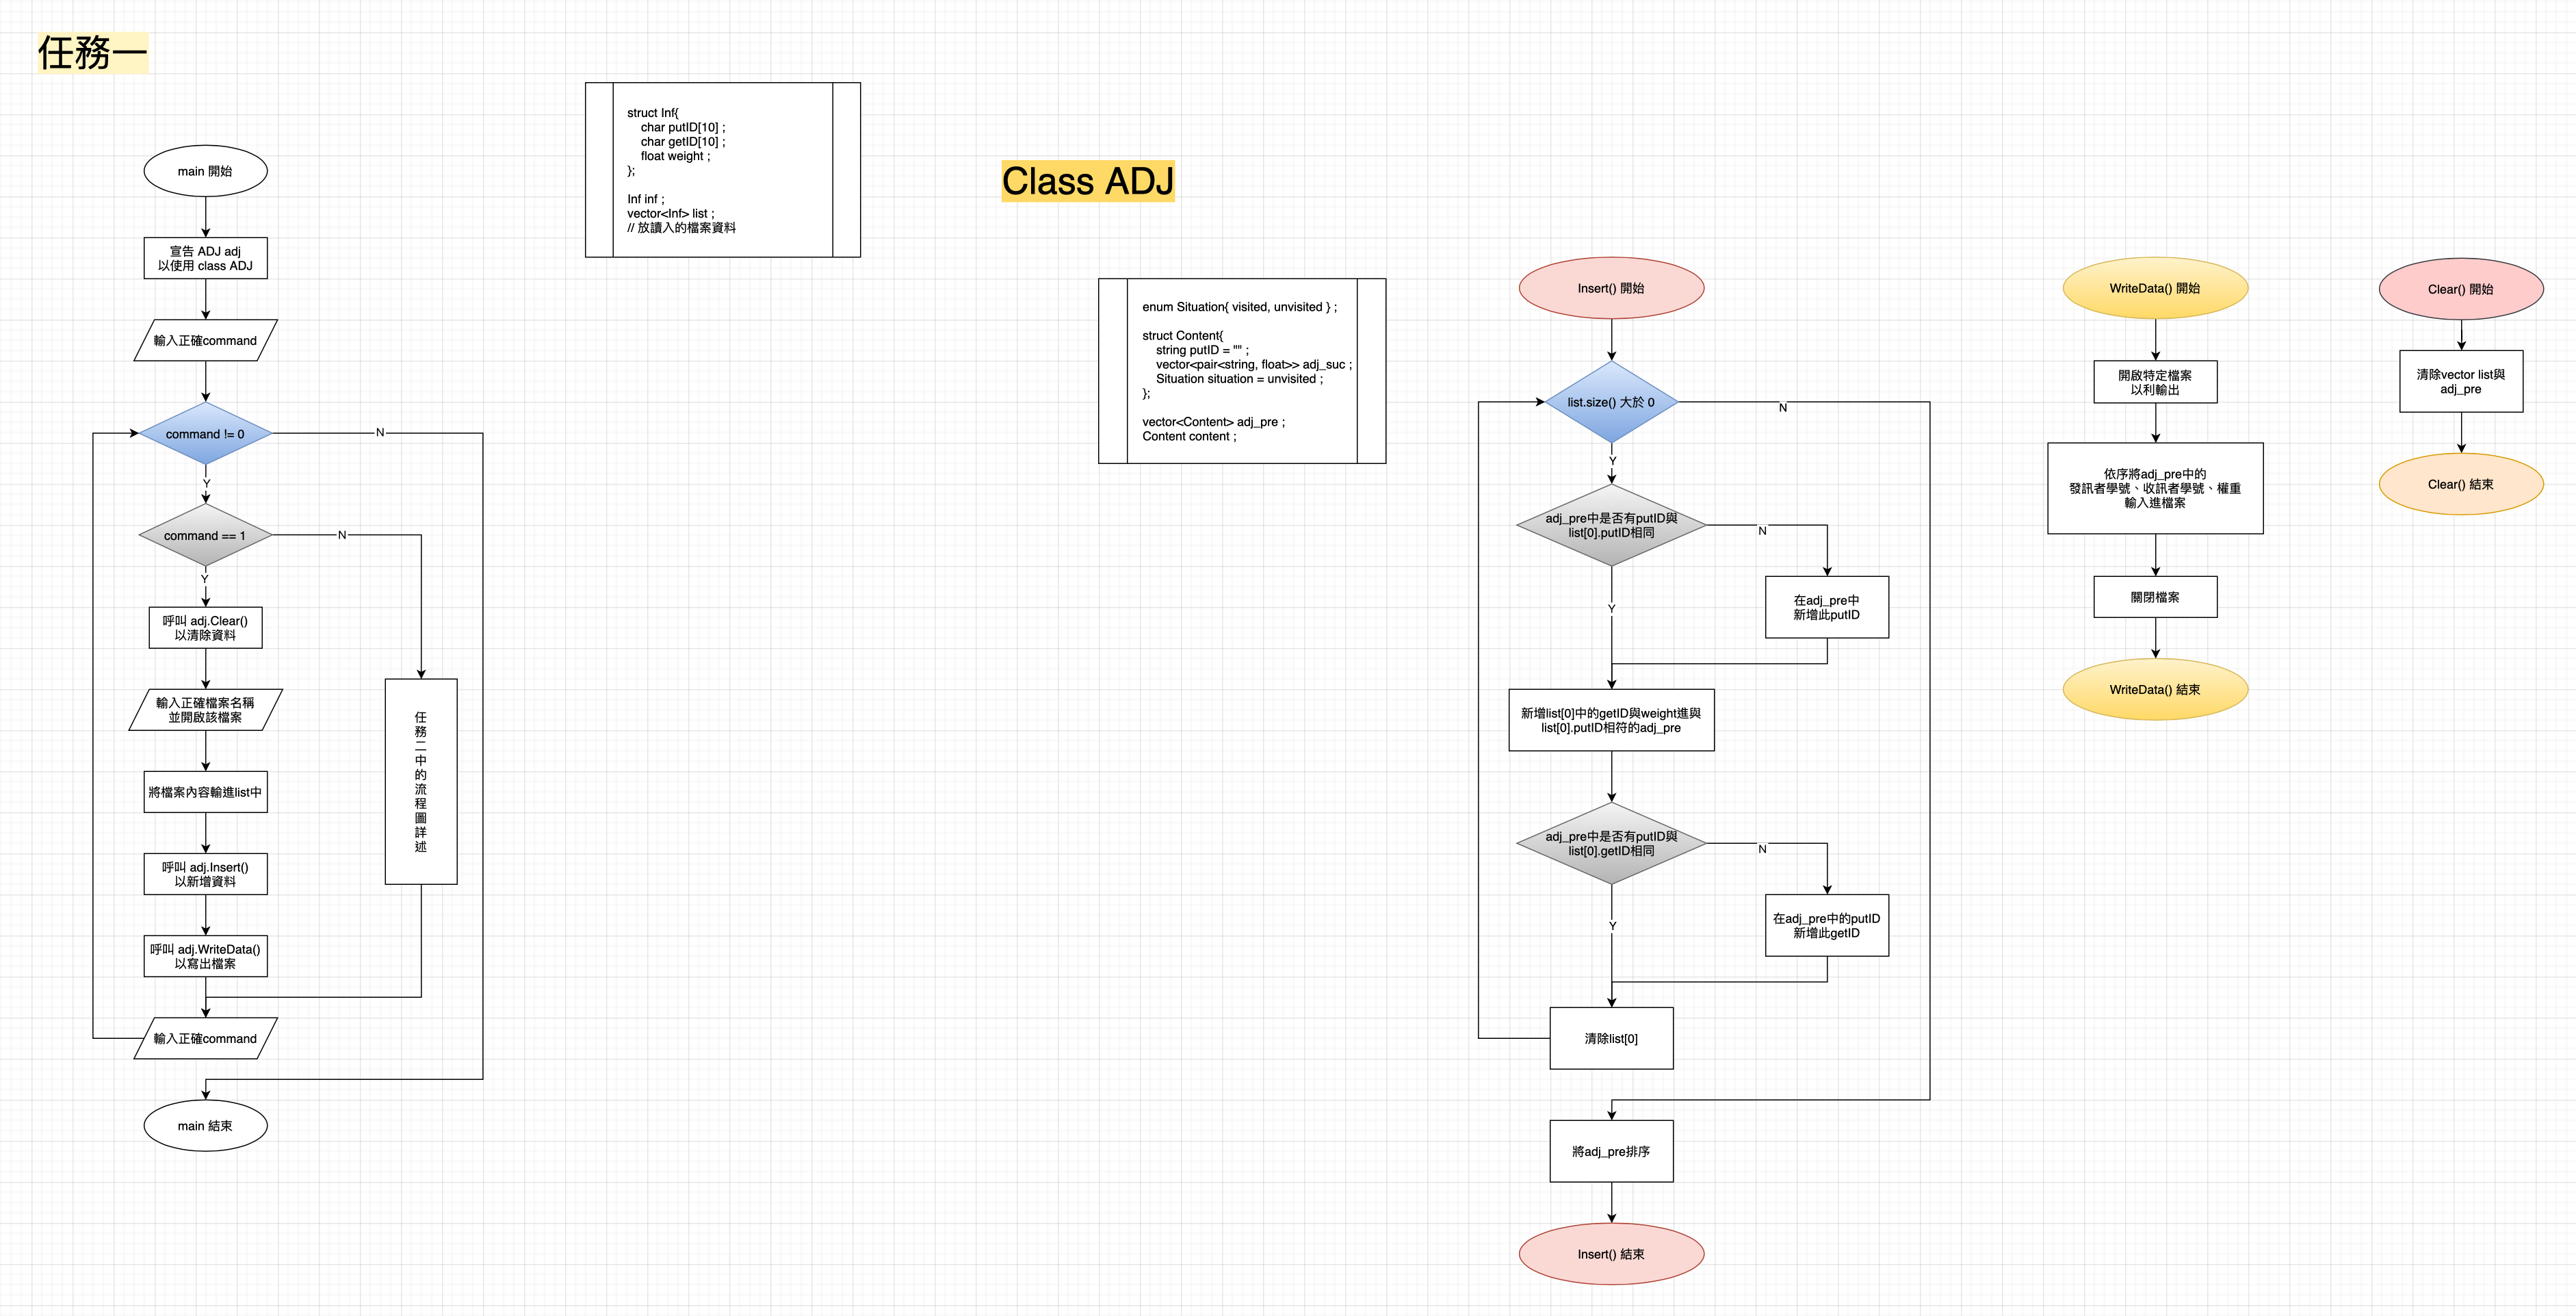 任務一
main 開始
宣告 ADJ adj
以使用 class ADJ
輸入正確command
command != 0
N
Y
command == 1
N
Y
呼叫 adj.Clear()
以清除資料
輸入正確檔案名稱
並開啟該檔案
將檔案內容輸進list中
呼叫 adj.Insert()
以新增資料
呼叫 adj.WriteData()
以寫出檔案
任
務
二
中
的
流
程
圖
詳
述
輸入正確command
main 結束
struct Inf{
char putID[10] ;
char getID[10] ;
float weight ;
};
Inf inf ;
vector<Inf> list ;
// 放讀入的檔案資料
Class ADJ
enum Situation{ visited, unvisited } ;
struct Content{
string putID = "" ;
vector<pair<string, float>> adj_suc ;
Situation situation = unvisited ;
};
vector<Content> adj_pre ;
Content content ;
Insert() 開始
list.size() 大於 0
N
Y
adj_pre中是否有putID與
list[0].putID相同
N
Y
在adj_pre中
新增此putID
新增list[0]中的getID與weight進與
list[0].putID相符的adj_pre
adj_pre中是否有putID與
list[0].getID相同
N
Y
在adj_pre中的putID
新增此getID
清除list[0]
將adj_pre排序
Insert() 結束
WriteData() 開始
開啟特定檔案
以利輸出
依序將adj_pre中的
發訊者學號、收訊者學號、權重
輸入進檔案
關閉檔案
WriteData() 結束
Clear() 開始
清除vector list與
adj_pre
Clear() 結束